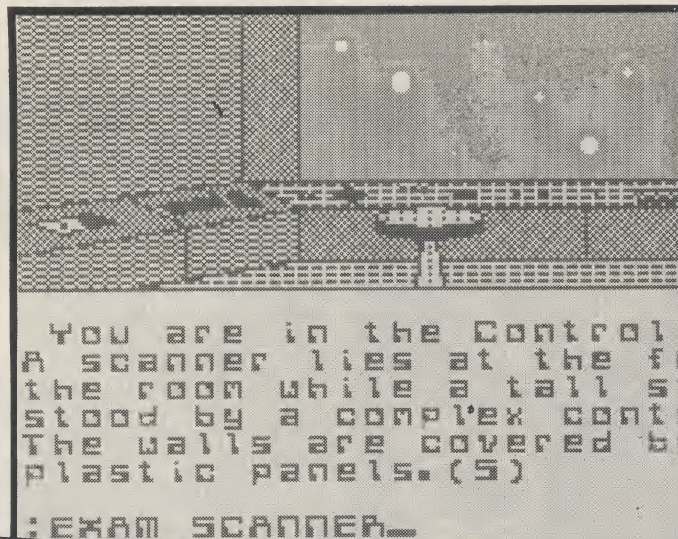 You are in the Control
A scanner lies at the f
the room while a tall s
stood by a complex cont
The walls are covered b
plastic panels.(S)
:EXAM SCANNER_